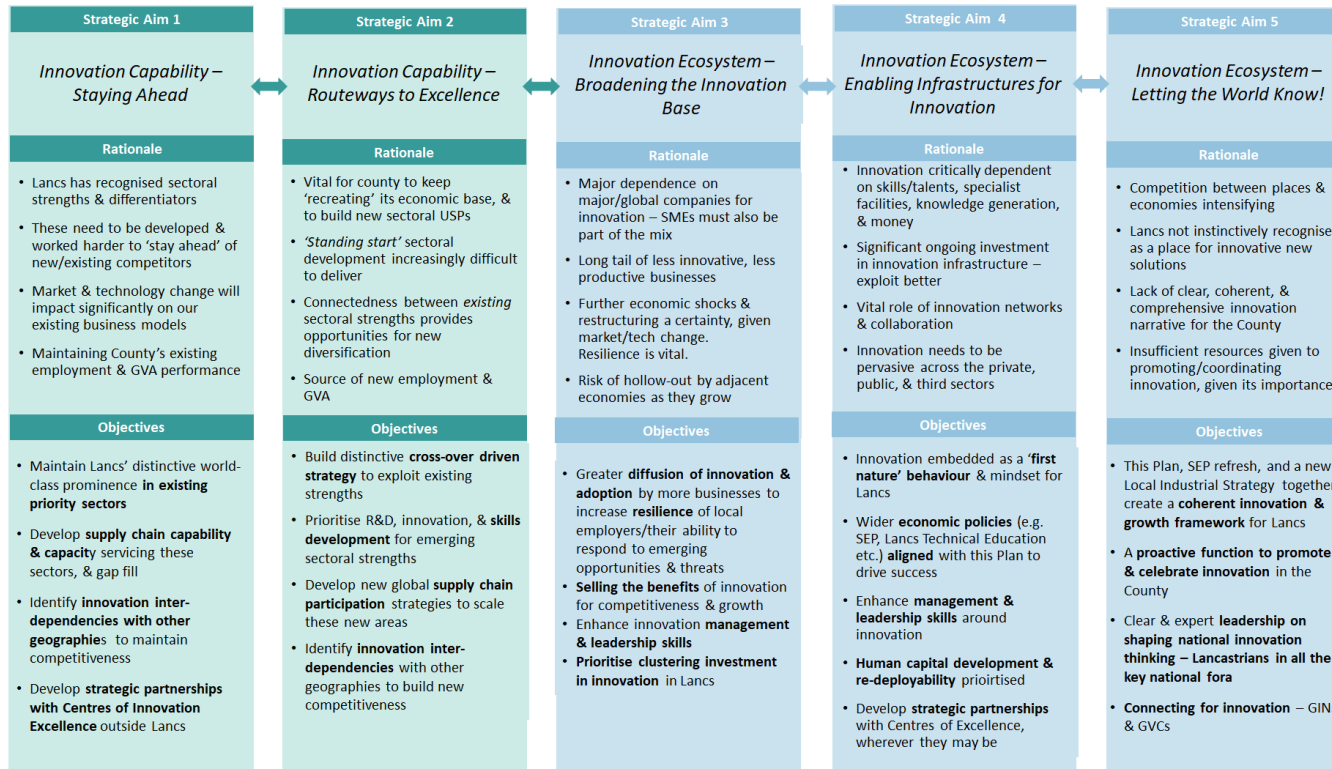 Strategic Aim 1
Innovation Capability –
Staying Ahead
Rationale
• Lancs has recognised sectoral
strengths & differentiators
• These need to be developed &
worked harder to 'stay ahead' of
new/existing competitors
• Market & technology change will
impact significantly on our
existing business models
• Maintaining County's existing
employment & GVA performance
Objectives
• Maintain Lancs' distinctive world-
class prominence in existing
priority sectors
• Develop supply chain capability
& capacity servicing these
sectors, & gap fill
• Identify innovation inter-
dependencies with other
geographies to maintain
competitiveness
• Develop strategic partnerships
with Centres of Innovation
Excellence outside Lancs
Strategic Aim 2
Innovation Capability –
Routeways to Excellence
Rationale
• Vital for county to keep
'recreating' its economic base, &
to build new sectoral USPs
• 'Standing start' sectoral
development increasingly difficult
to deliver
• Connectedness between existing
sectoral strengths provides
opportunities for new
diversification
• Source of new employment &
GVA
Objectives
• Build distinctive cross-over driven
strategy to exploit existing
strengths
• Prioritise R&D, innovation, & skills
development for emerging
sectoral strengths
• Develop new global supply chain
participation strategies to scale
these new areas
• Identify innovation inter-
dependencies with other
geographies to build new
competitiveness
Strategic Aim 3
Innovation Ecosystem –
Broadening the Innovation
Base
Rationale
• Major dependence on
major/global companies for
innovation – SMEs must also be
part of the mix
• Long tail of less innovative, less
productive businesses
• Further economic shocks &
restructuring a certainty, given
market/tech change.
Resilience is vital.
• Risk of hollow-out by adjacent
economies as they grow
Objectives
• Greater diffusion of innovation &
adoption by more businesses to
increase resilience of local
employers/their ability to
respond to emerging
opportunities & threats
• Selling the benefits of innovation
for competitiveness & growth
• Enhance innovation management
& leadership skills
• Prioritise clustering investment
in innovation in Lancs
Strategic Aim 4
Innovation Ecosystem –
Enabling Infrastructures for
Innovation
Rationale
• Innovation critically dependent
on skills/talents, specialist
facilities, knowledge generation,
& money
• Significant ongoing investment
in innovation infrastructure –
exploit better
• Vital role of innovation networks
& collaboration
• Innovation needs to be
pervasive across the private,
public, & third sectors
Objectives
• Innovation embedded as a 'first
nature' behaviour & mindset for
Lancs
• Wider economic policies (e.g.
SEP, Lancs Technical Education
etc.) aligned with this Plan to
drive success
• Enhance management &
leadership skills around
innovation
• Human capital development &
re-deployability prioirtised
• Develop strategic partnerships
with Centres of Excellence,
wherever they may be
Strategic Aim 5
Innovation Ecosystem –
Letting the World Know!
Rationale
• Competition between places &
economies intensifying
• Lancs not instinctively recognise
as a place for innovative new
solutions
• Lack of clear, coherent, &
comprehensive innovation
narrative for the County
• Insufficient resources given to
promoting/coordinating
innovation, given its importance
Objectives
• This Plan, SEP refresh, and a new
Local Industrial Strategy together
create a coherent innovation &
growth framework for Lancs
• A proactive function to promote
& celebrate innovation in the
County
• Clear & expert leadership on
shaping national innovation
thinking – Lancastrians in all the
key national fora
• Connecting for innovation – GIN
& GVCs